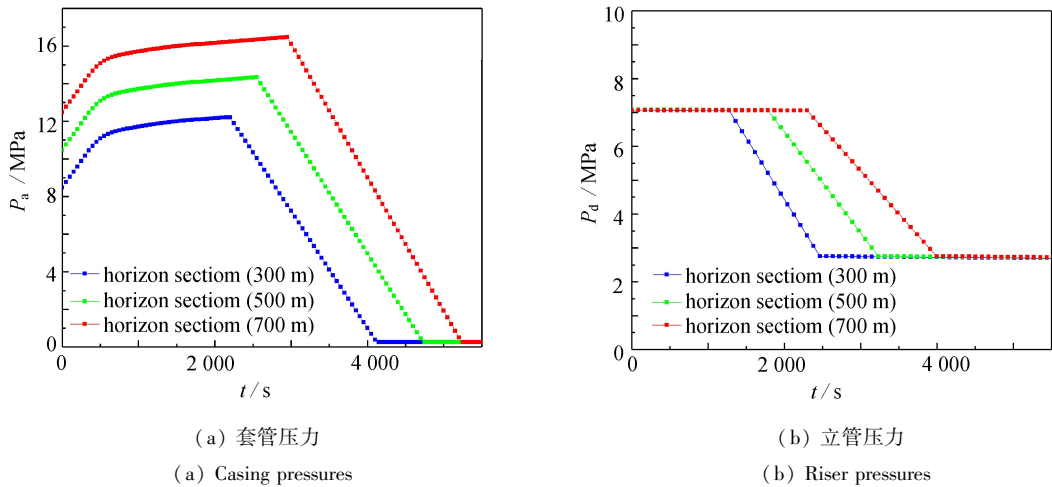 16
12
8
4
0
P_a / MPa
horizon sectiom (300 m)
horizon sectiom (500 m)
horizon sectiom (700 m)
0 2 000 4 000
t / s
(a) 套管压力
(a) Casing pressures
10
8
6
4
2
0
P_d / MPa
horizon sectiom (300 m)
horizon sectiom (500 m)
horizon sectiom (700 m)
0 2 000 4 000
t / s
(b) 立管压力
(b) Riser pressures